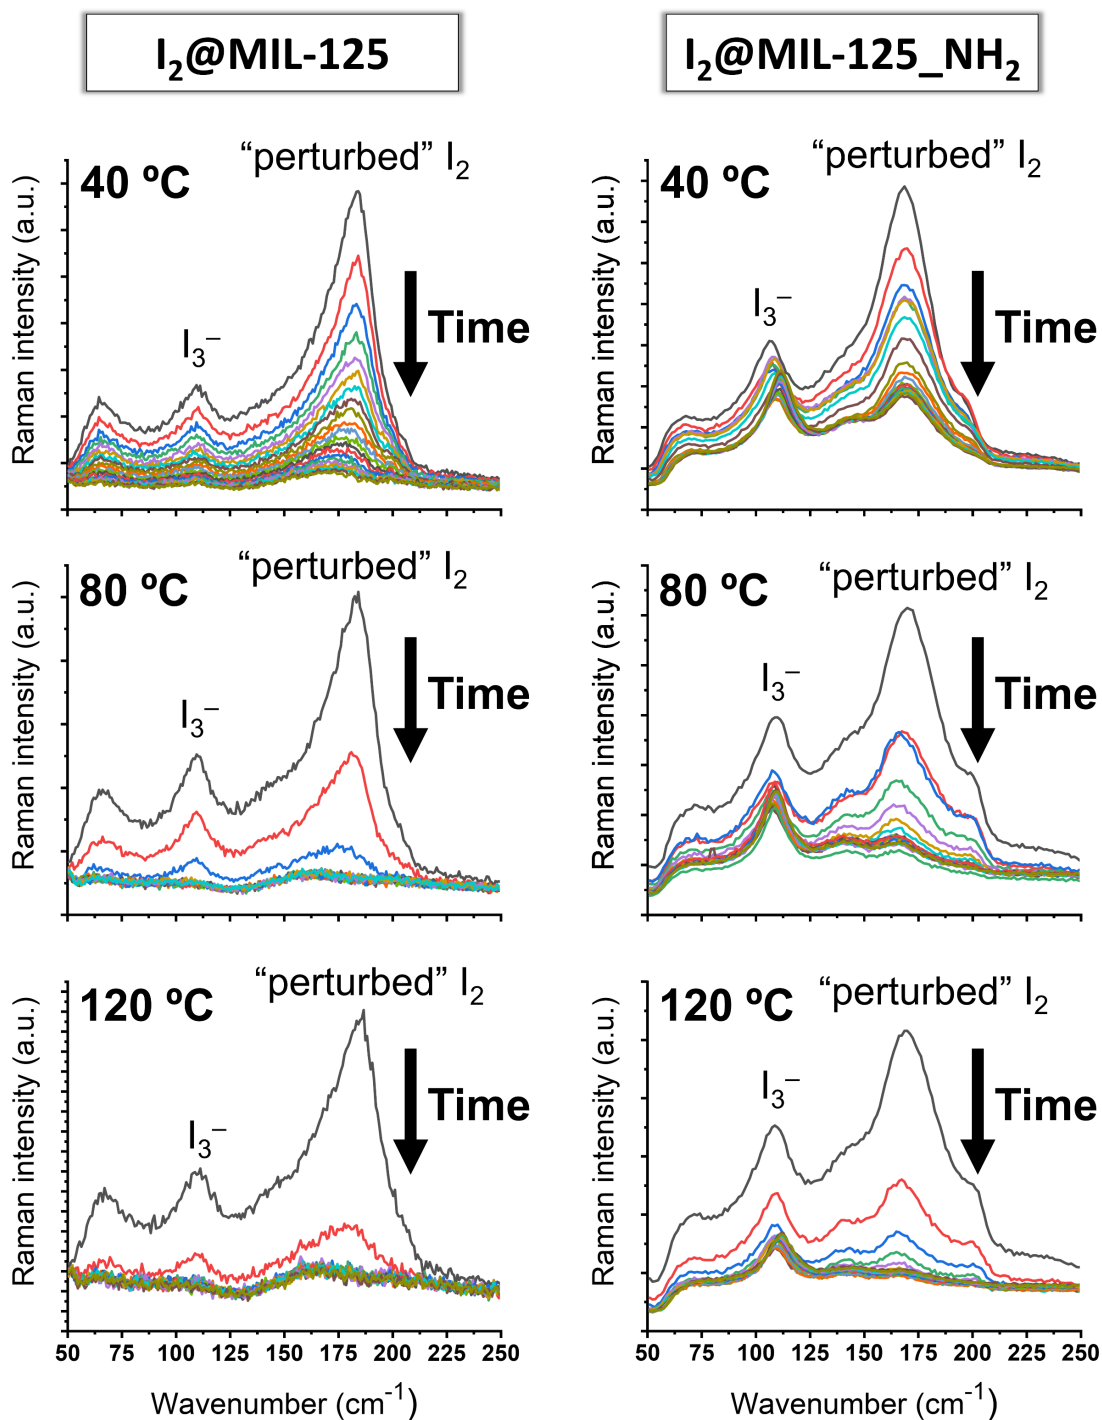 I₂@MIL-125
I₂@MIL-125_NH₂
40 ºC
"perturbed" I₂
I₃⁻
Time
Raman intensity (a.u.)
40 ºC
“perturbed” I₂
I₃⁻
Time
Raman intensity (a.u.)
80 ºC
“perturbed” I₂
I₃⁻
Time
Raman intensity (a.u.)
80 ºC
“perturbed” I₂
I₃⁻
Time
Raman intensity (a.u.)
120 ºC
“perturbed” I₂
I₃⁻
Time
Raman intensity (a.u.)
50 75 100 125 150 175 200 225 250
Wavenumber (cm⁻¹)
120 ºC
“perturbed” I₂
I₃⁻
Time
Raman intensity (a.u.)
50 75 100 125 150 175 200 225 250
Wavenumber (cm⁻¹)